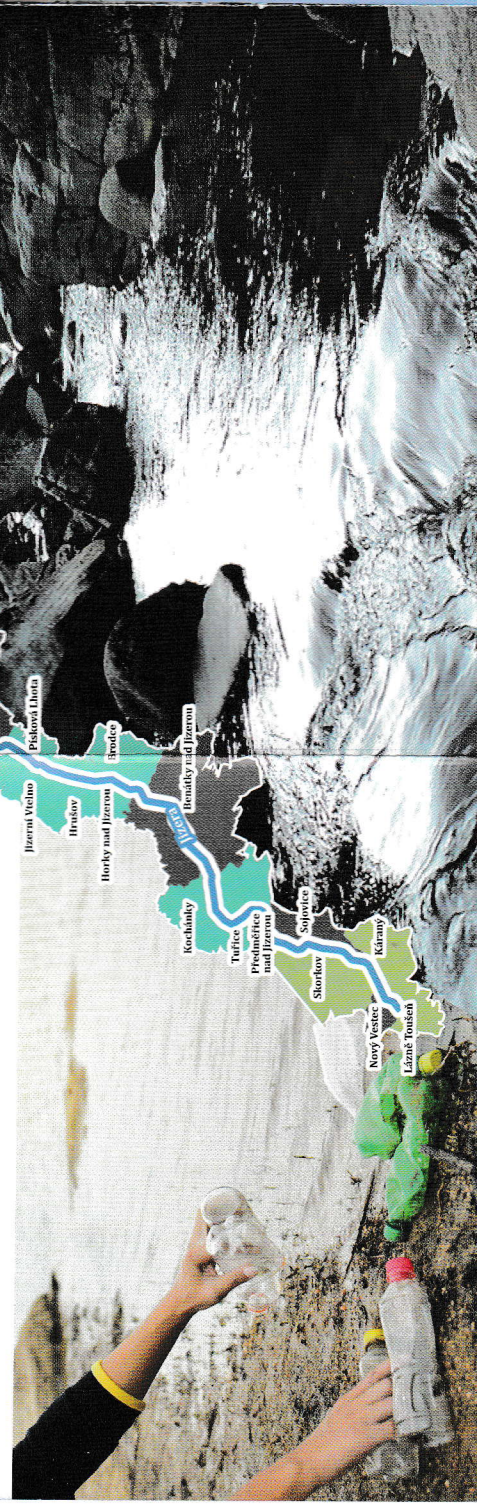 Písková Lhota
Jizerní Vtelno
Hrušov
Brodce
Horky nad Jizerou
Benátky nad Jizerou
Jizera
Kochánky
Tuřice
Předměřice
nad Jizerou
Sojovice
Skorkov
Káraný
Nový Vestec
Lázně Toušeň